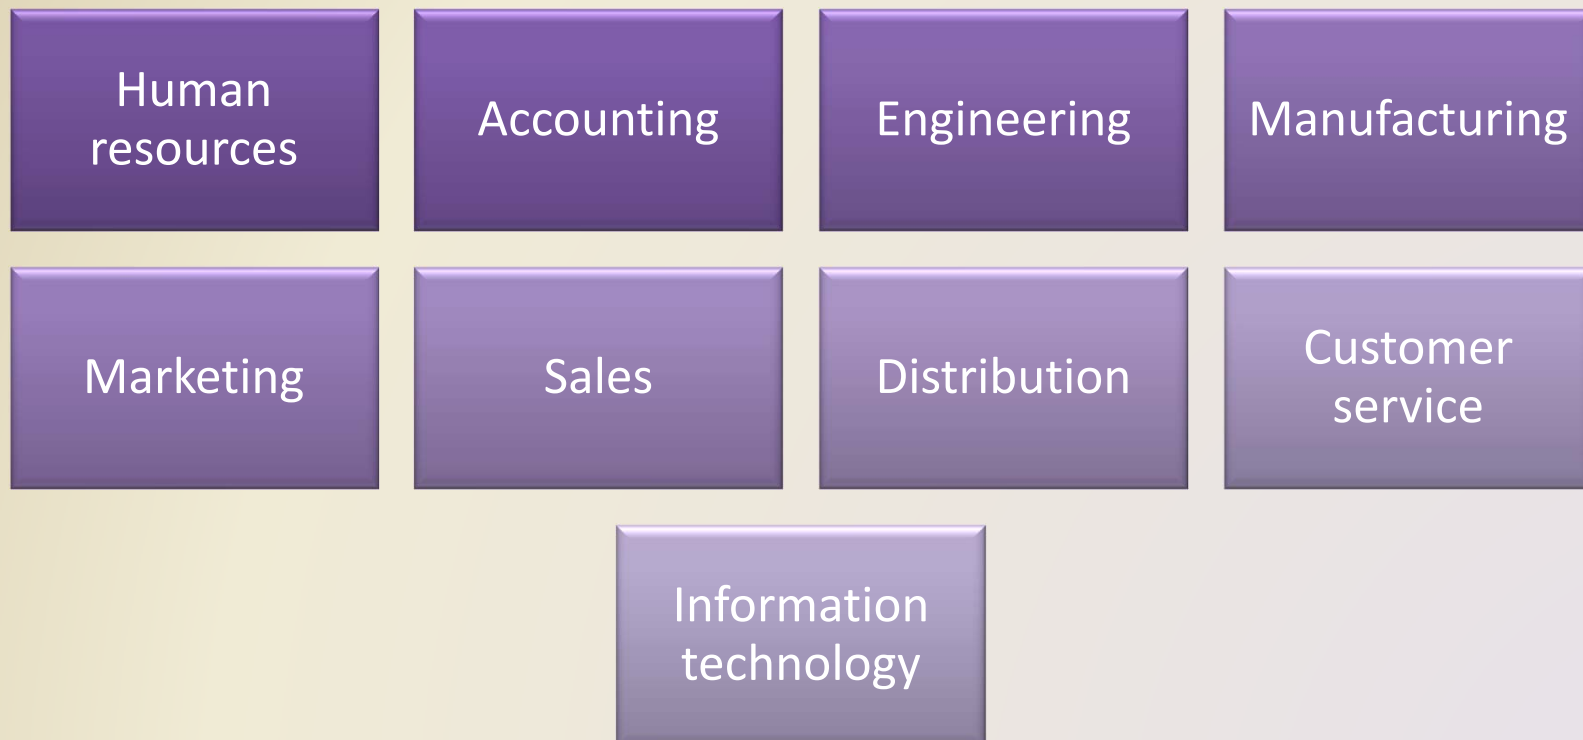 Human
resources
Accounting
Engineering
Manufacturing
Marketing
Sales
Distribution
Customer
service
Information
technology